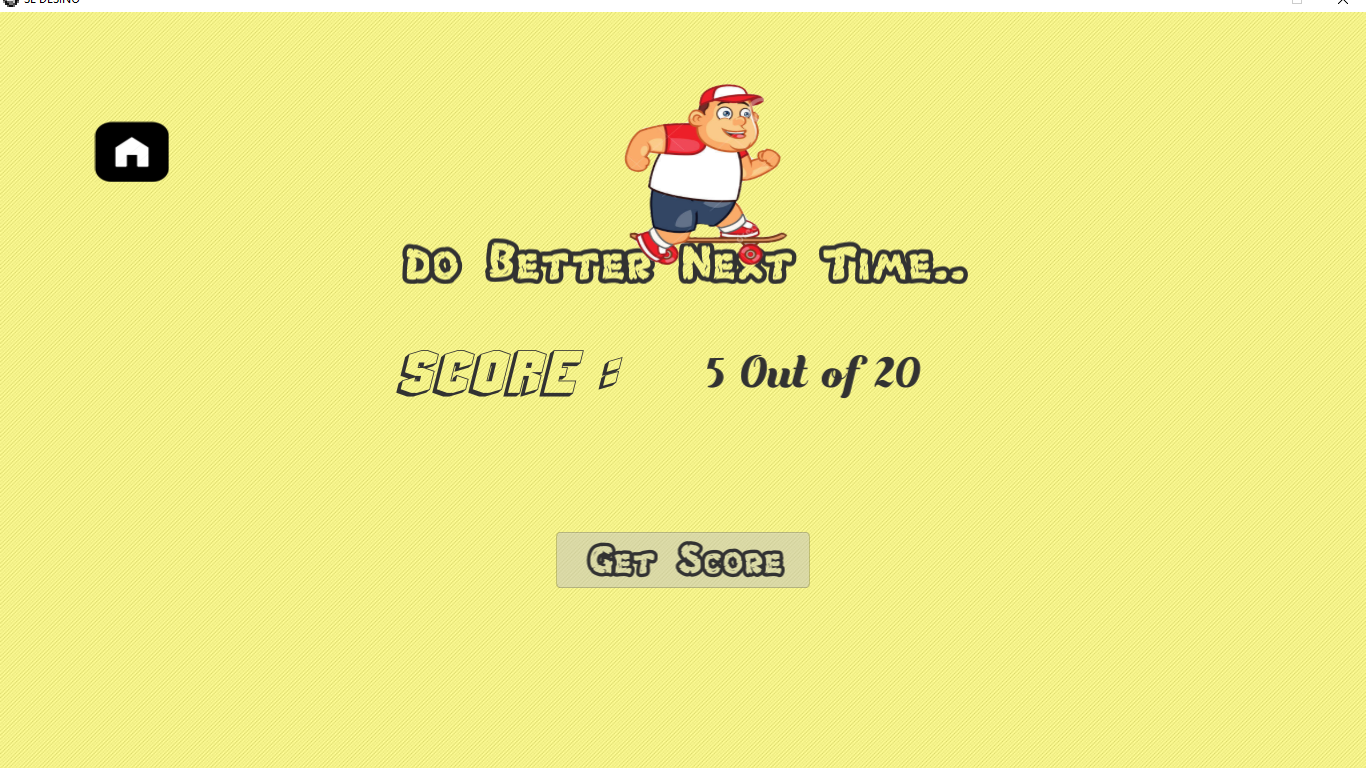 Do Better Next Time..
SCORE : 5 Out of 20
Get Score